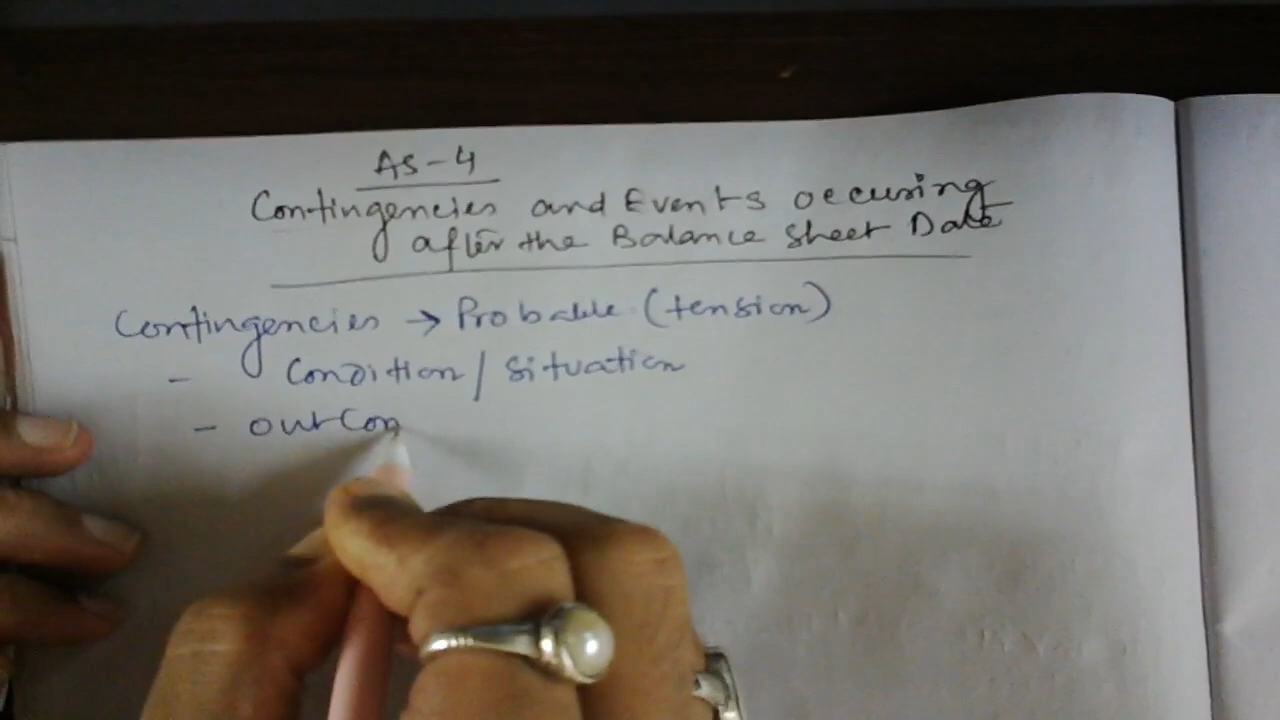 AS-4
Contingencies and Events occuring
after the Balance Sheet Date
Contingencies → Probable (tension)
- Condition / Situation
- Outcom